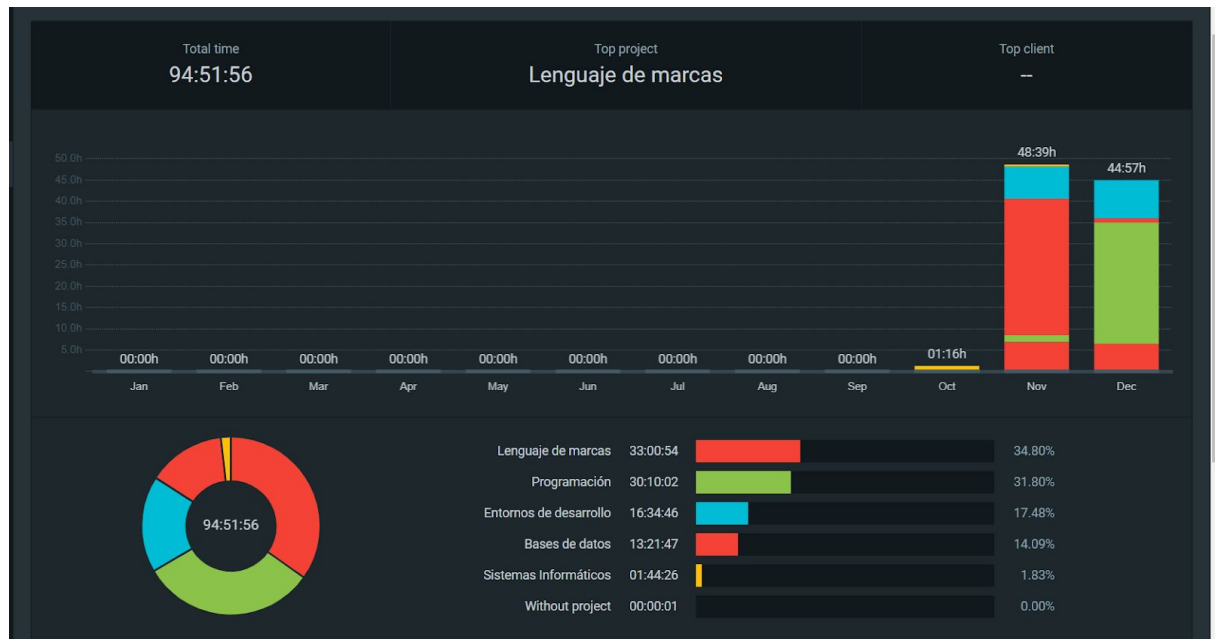 Total time Top project Top client
94:51:56 Lenguaje de marcas --
48:39h
50.0h
44:57h
45.0h
40.0h
35.0h
30.0h
25.0h
20.0h
15.0h
10.0h
5.0h
00:00h 00:00h 00:00h 00:00h 00:00h 00:00h 00:00h 00:00h 00:00h 01:16h
Jan Feb Mar Apr May Jun Jul Aug Sep Oct Nov Dec
94:51:56
Lenguaje de marcas 33:00:54 34.80%
Programación 30:10:02 31.80%
Entornos de desarrollo 16:34:46 17.48%
Bases de datos 13:21:47 14.09%
Sistemas Informáticos 01:44:26 1.83%
Without project 00:00:01 0.00%